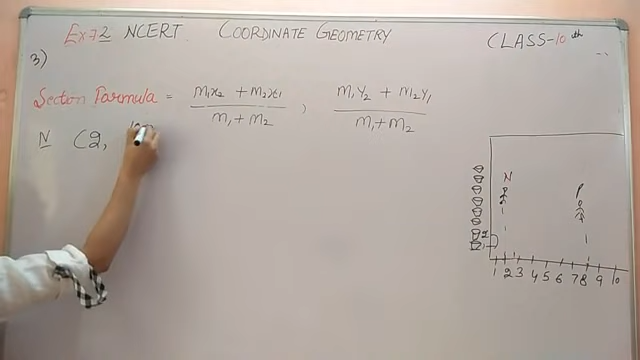 Ex 7.2 NCERT COORDINATE GEOMETRY CLASS-10th
3)
Section Formula = m₁x₂ + m₂x₁ / m₁ + m₂ , m₁y₂ + m₂y₁ / m₁ + m₂
N (2,
N P
1 2 3 4 5 6 7 8 9 10